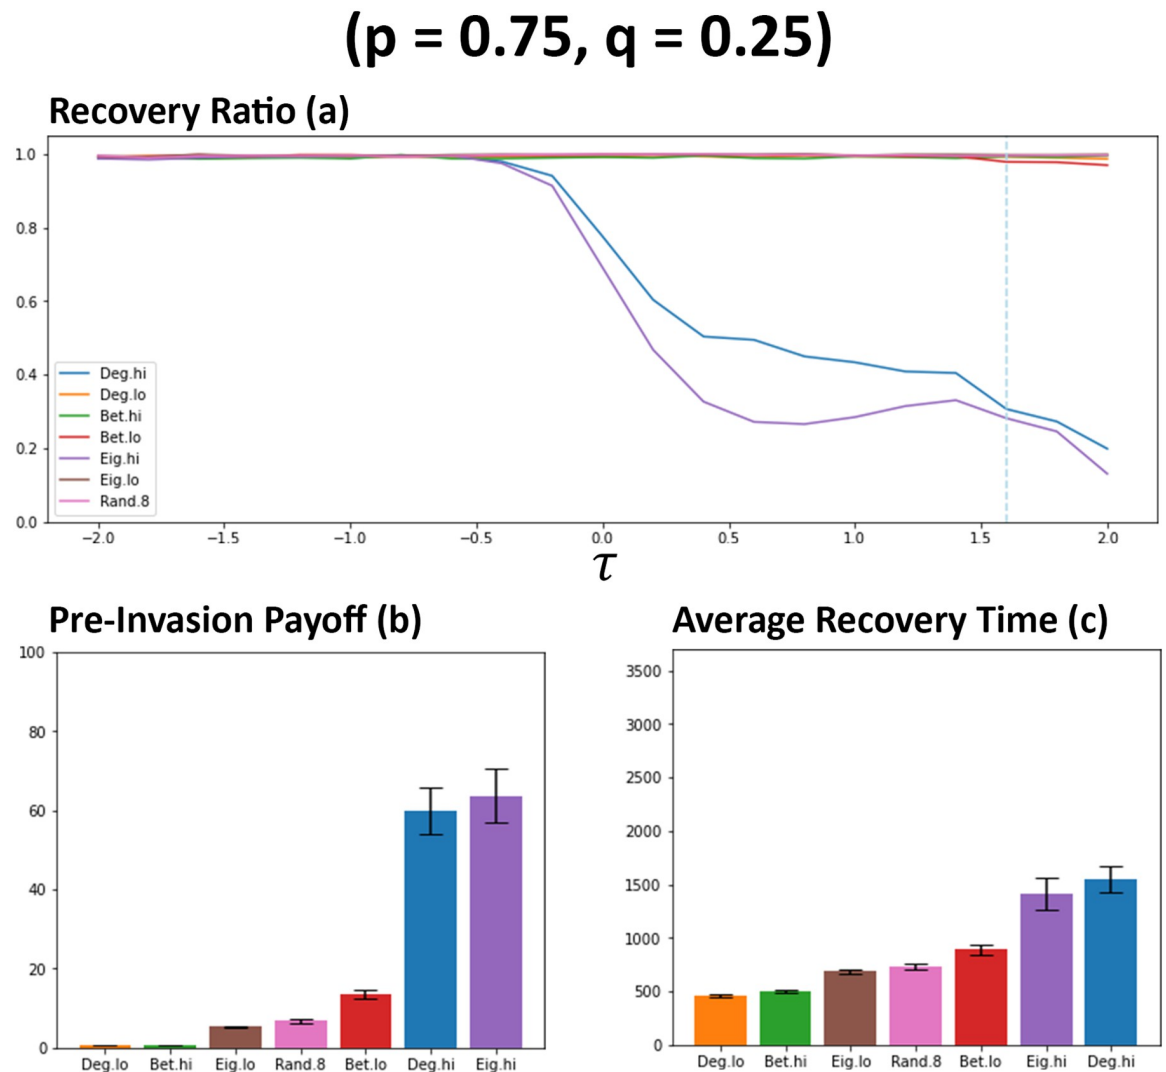 (p = 0.75, q = 0.25)
Recovery Ratio (a)
1.0
0.8
0.6
0.4
0.2
0.0
Deg.hi
Deg.lo
Bet.hi
Bet.lo
Eig.hi
Eig.lo
Rand.8
−2.0 −1.5 −1.0 −0.5 0.0 0.5 1.0 1.5 2.0
τ
Pre-Invasion Payoff (b)
100
80
60
40
20
0
Deg.lo Bet.hi Eig.lo Rand.8 Bet.lo Deg.hi Eig.hi
Average Recovery Time (c)
3500
3000
2500
2000
1500
1000
500
0
Deg.lo Bet.hi Eig.lo Rand.8 Bet.lo Eig.hi Deg.hi